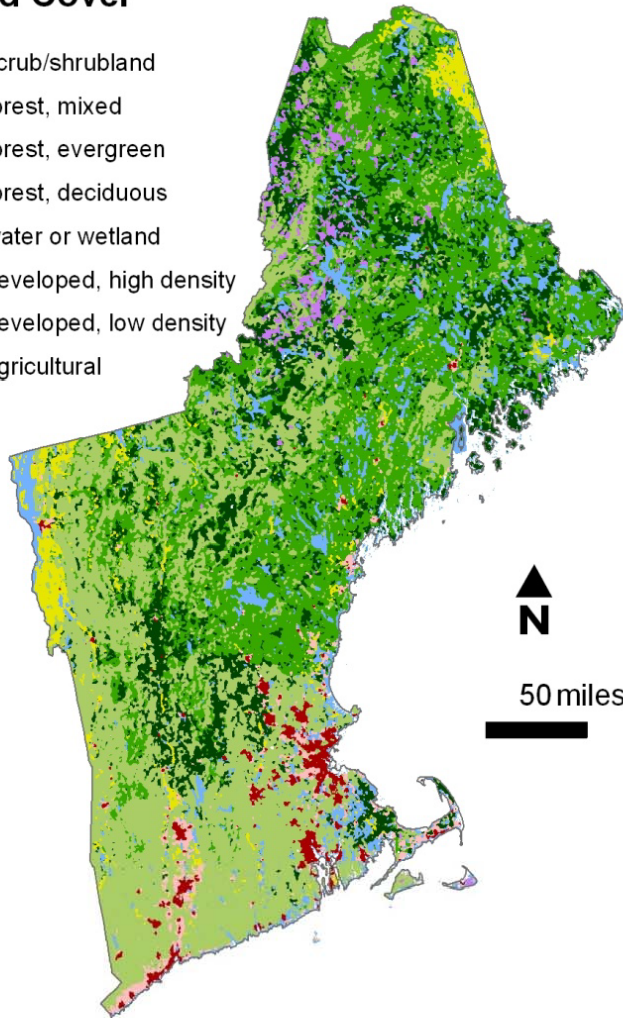 d Cover
crub/shrubland
orest, mixed
orest, evergreen
orest, deciduous
vater or wetland
eveloped, high density
eveloped, low density
gricultural
N
50 miles